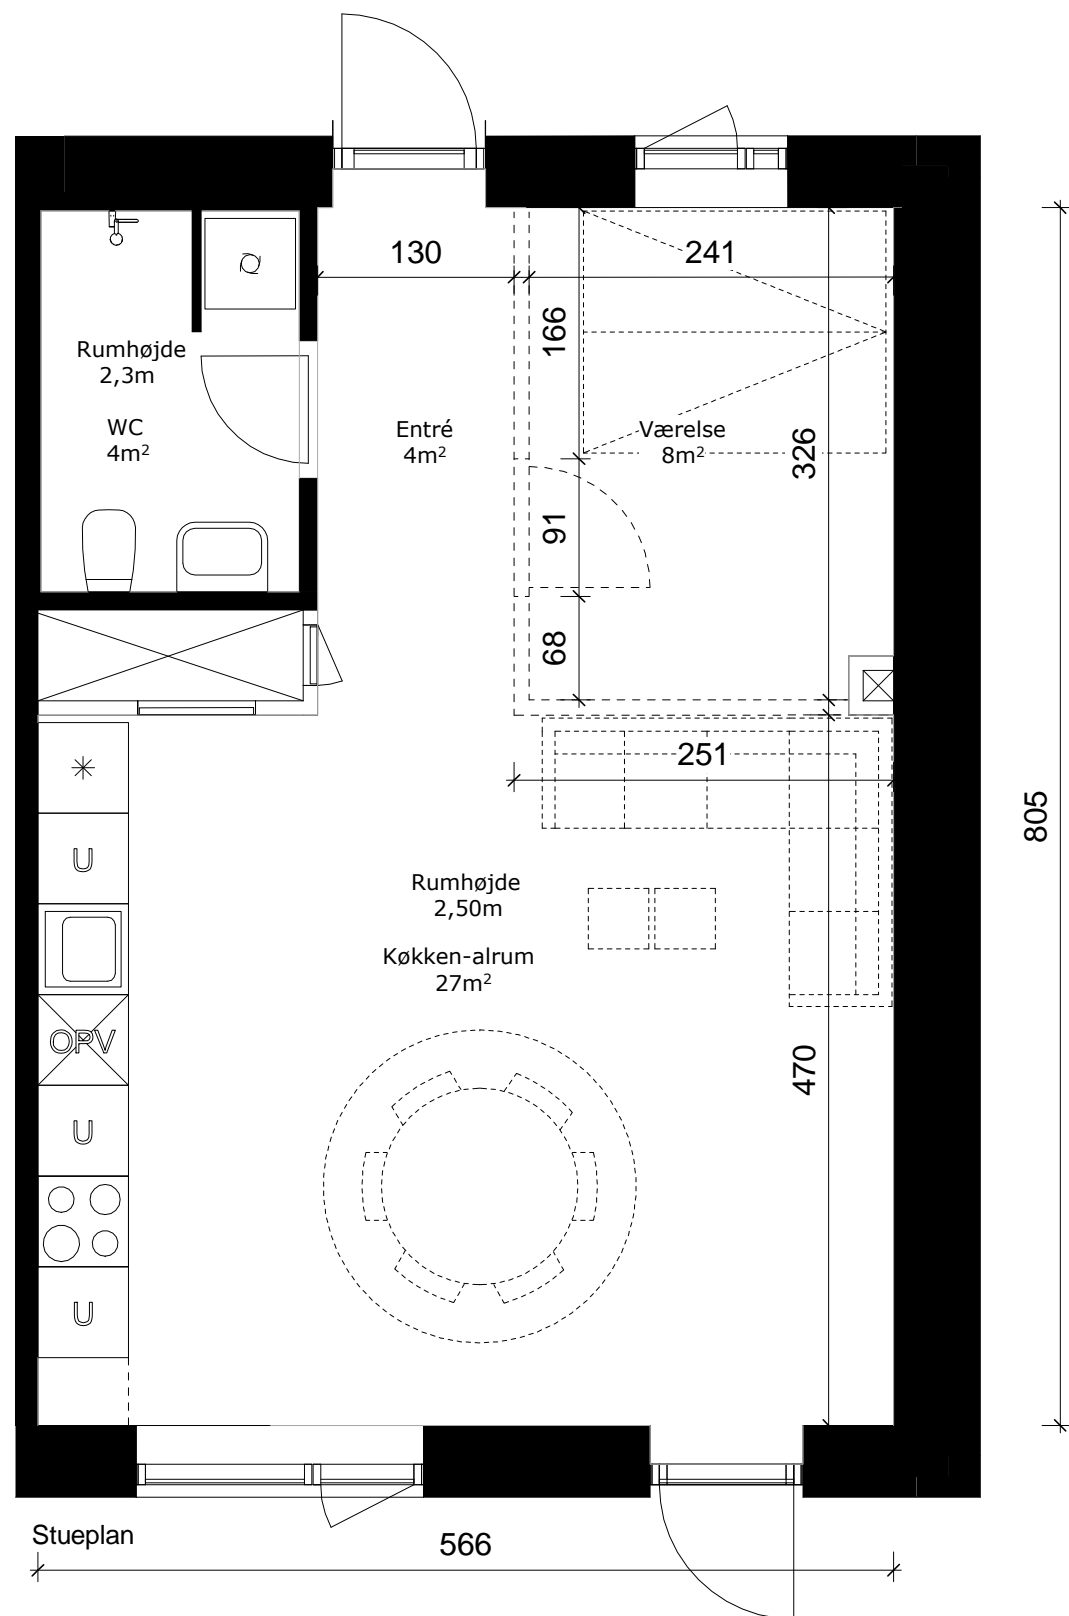 130
241
166
Rumhøjde
2,3m
WC
4m²
Entré
4m²
Værelse
8m²
326
91
68
251
805
U
Rumhøjde
2,50m
Køkken-alrum
27m²
OPV
470
U
U
Stueplan
566